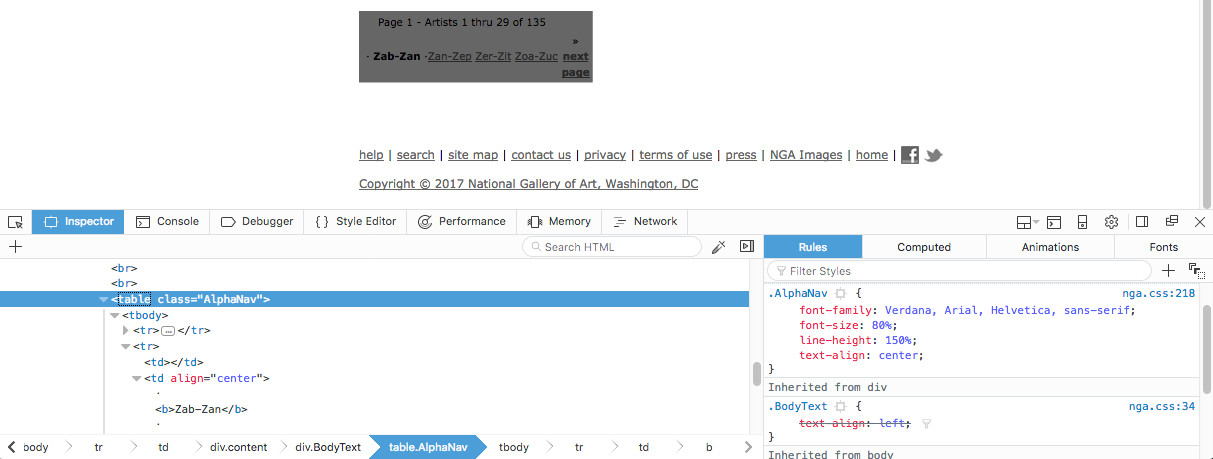 Page 1 - Artists 1 thru 29 of 135
»
· Zab-Zan ·Zan-Zep Zer-Zit Zoa-Zuc next
page
help | search | site map | contact us | privacy | terms of use | press | NGA Images | home |
Copyright © 2017 National Gallery of Art, Washington, DC
Inspector Console Debugger { } Style Editor Performance Memory Network
+ Search HTML Rules Computed Animations Fonts
Filter Styles +
<br>
<br>
<table class="AlphaNav">
<tbody>
<tr>…</tr>
<tr>
<td></td>
<td align="center">
·
<b>Zab-Zan</b>
·
body tr td div.content div.BodyText table.AlphaNav tbody tr td b
.AlphaNav { nga.css:218
font-family: Verdana, Arial, Helvetica, sans-serif;
font-size: 80%;
line-height: 150%;
text-align: center;
}
Inherited from div
.BodyText { nga.css:34
text-align: left;
}
Inherited from body